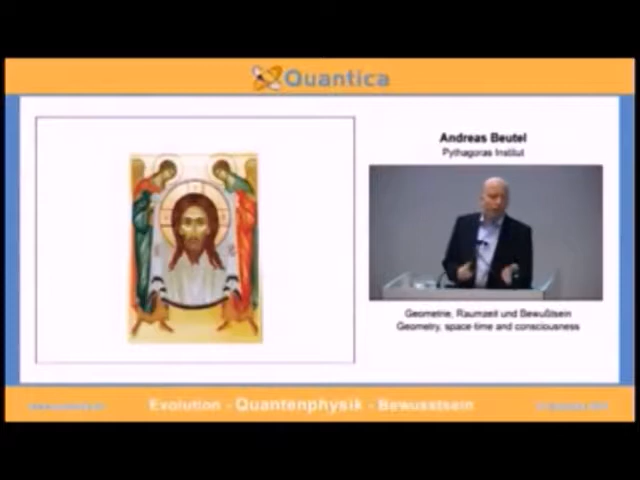 Quantica
Andreas Beutel
Pythagoras Institut
Geometrie, Raumzeit und Bewußtsein
Geometry, space-time and consciousness
Evolution - Quantenphysik - Bewusstsein